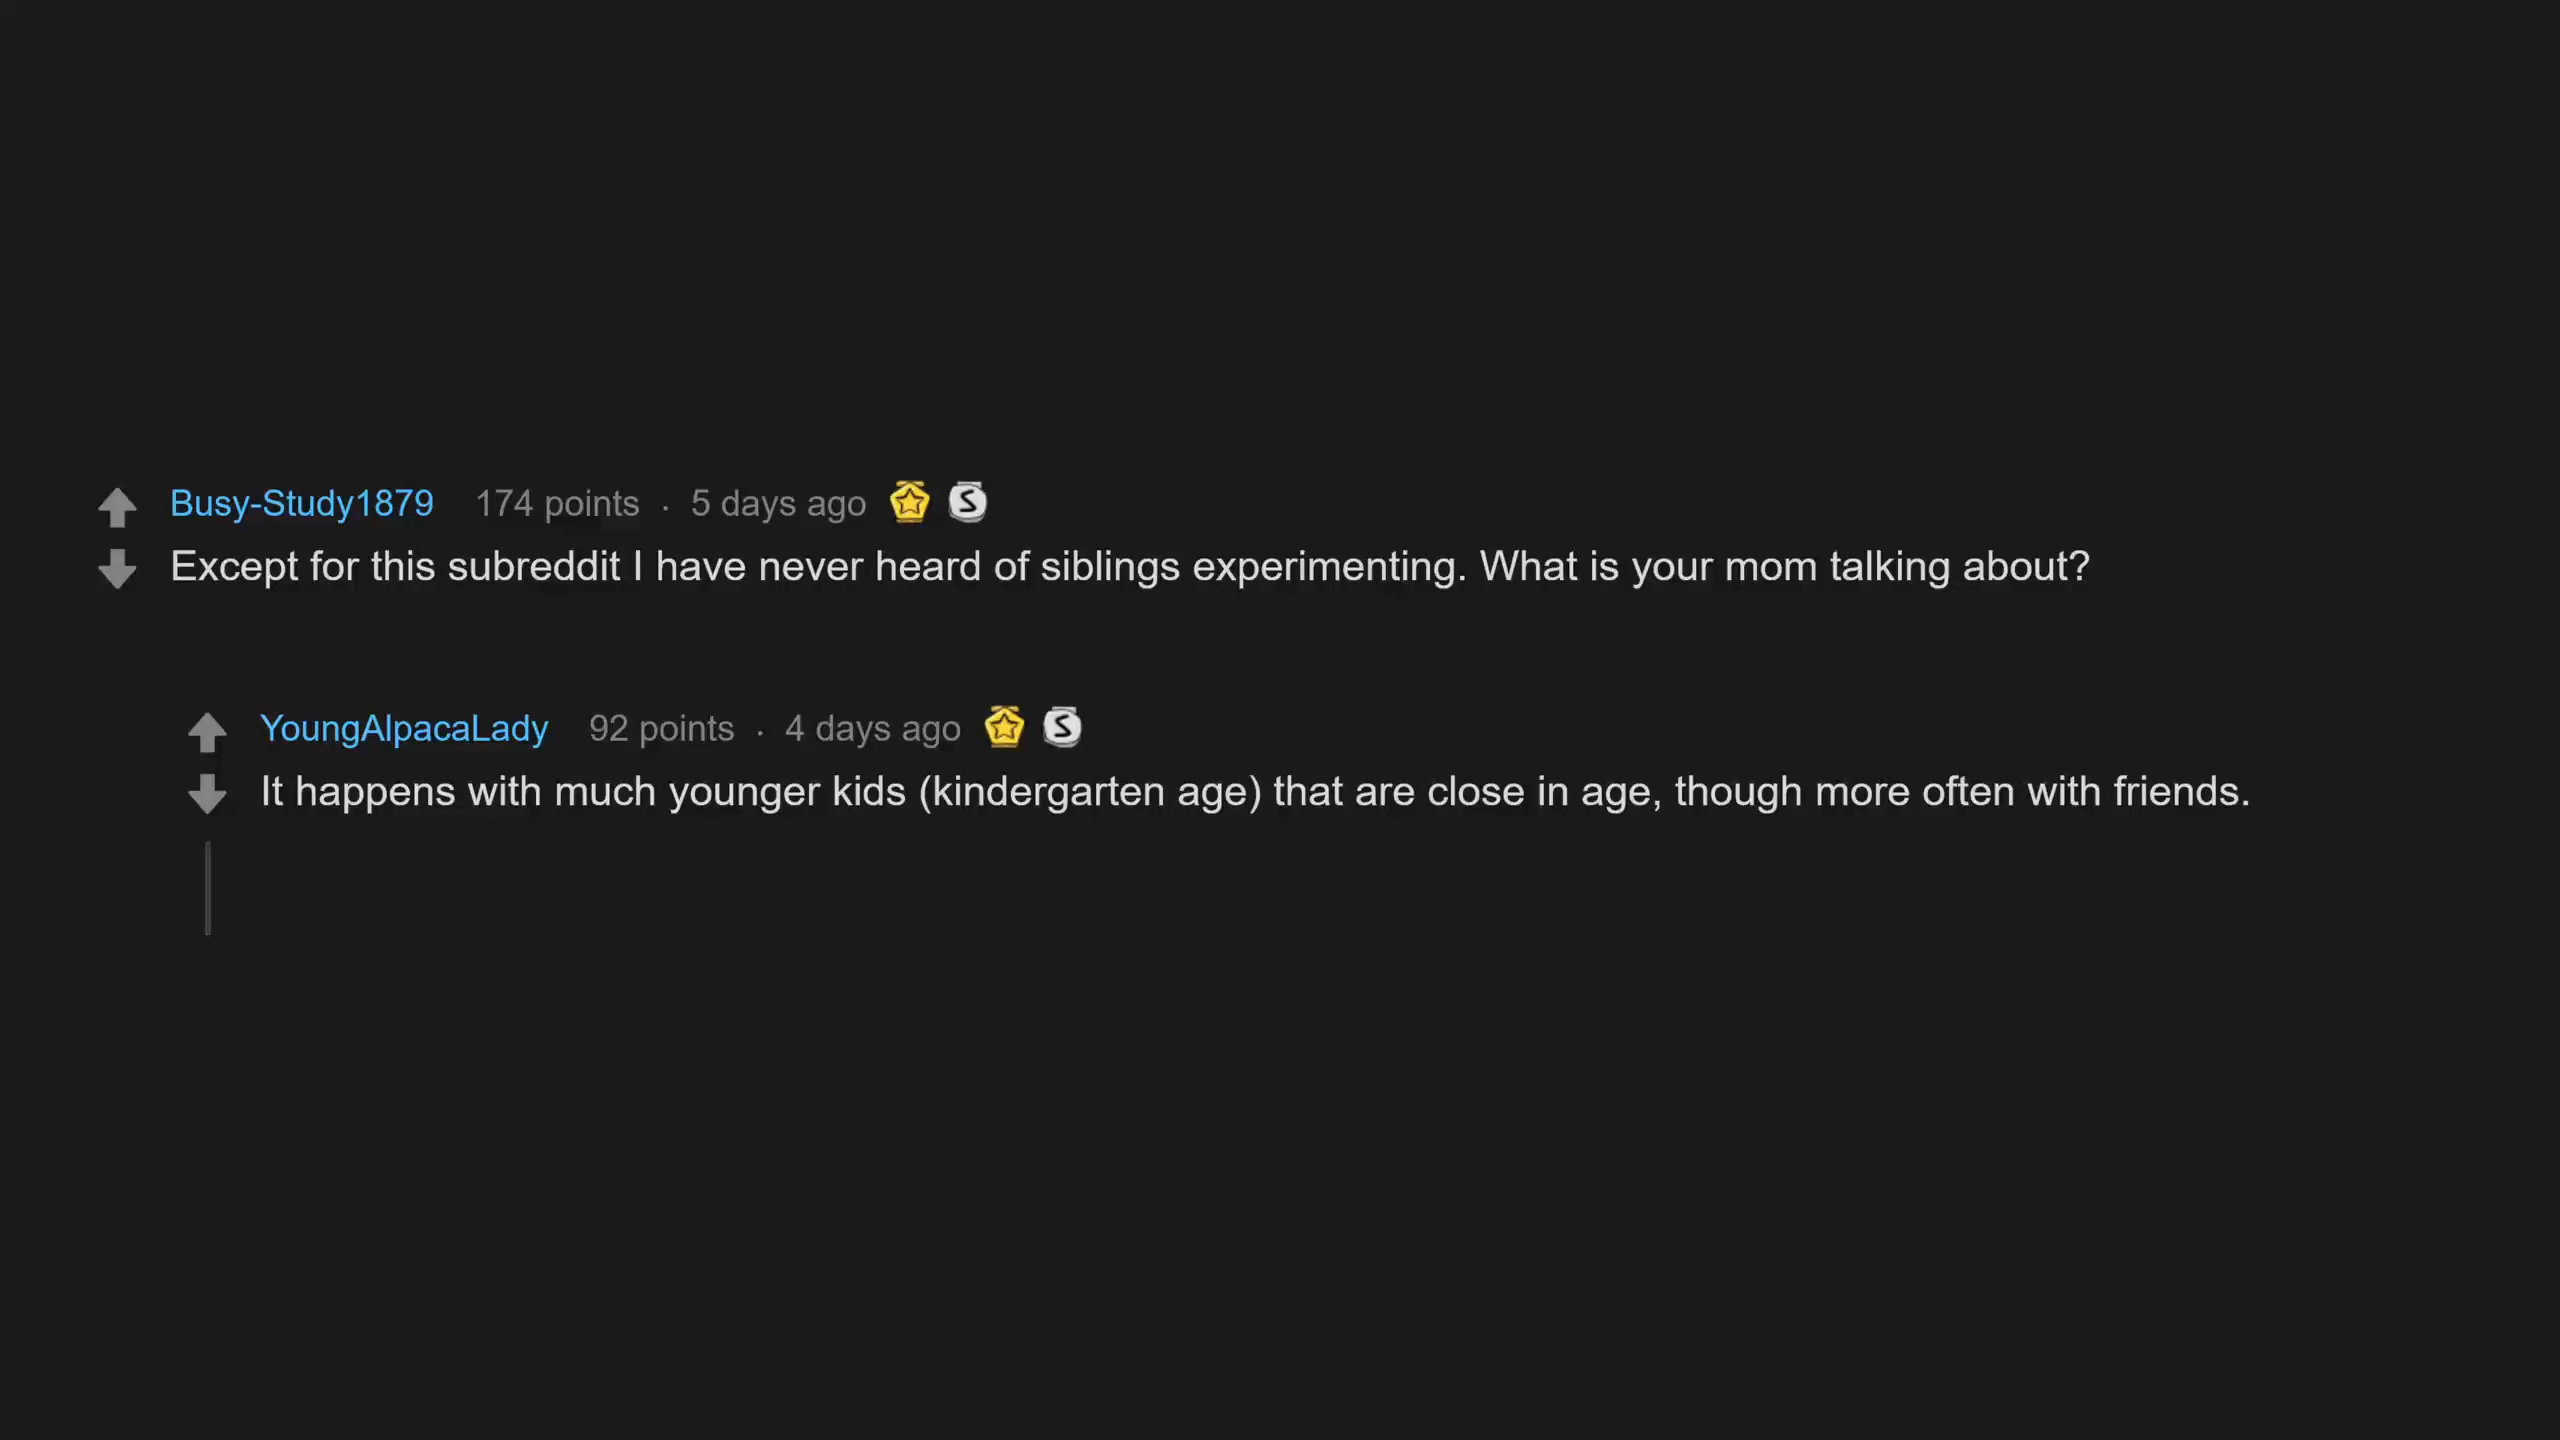 Busy-Study1879 174 points · 5 days ago
Except for this subreddit I have never heard of siblings experimenting. What is your mom talking about?
YoungAlpacaLady 92 points · 4 days ago
It happens with much younger kids (kindergarten age) that are close in age, though more often with friends.